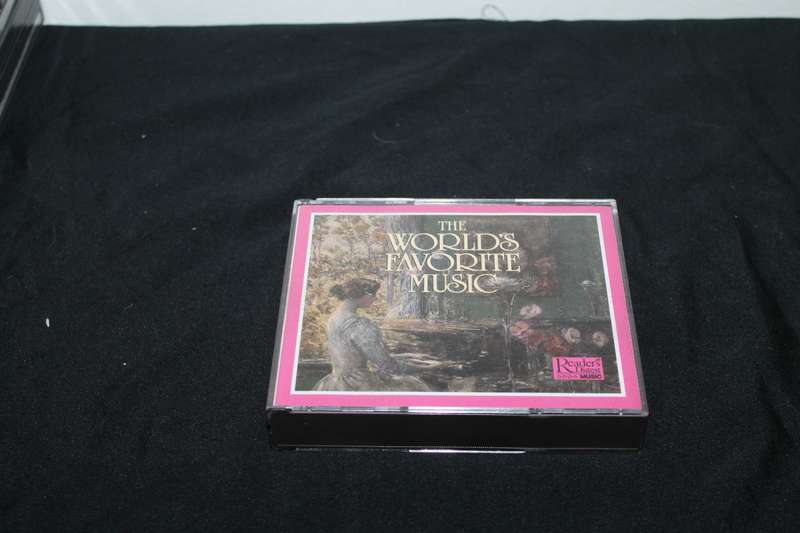 THE
WORLD'S
FAVORITE
MUSIC
Reader's
Digest
MUSIC